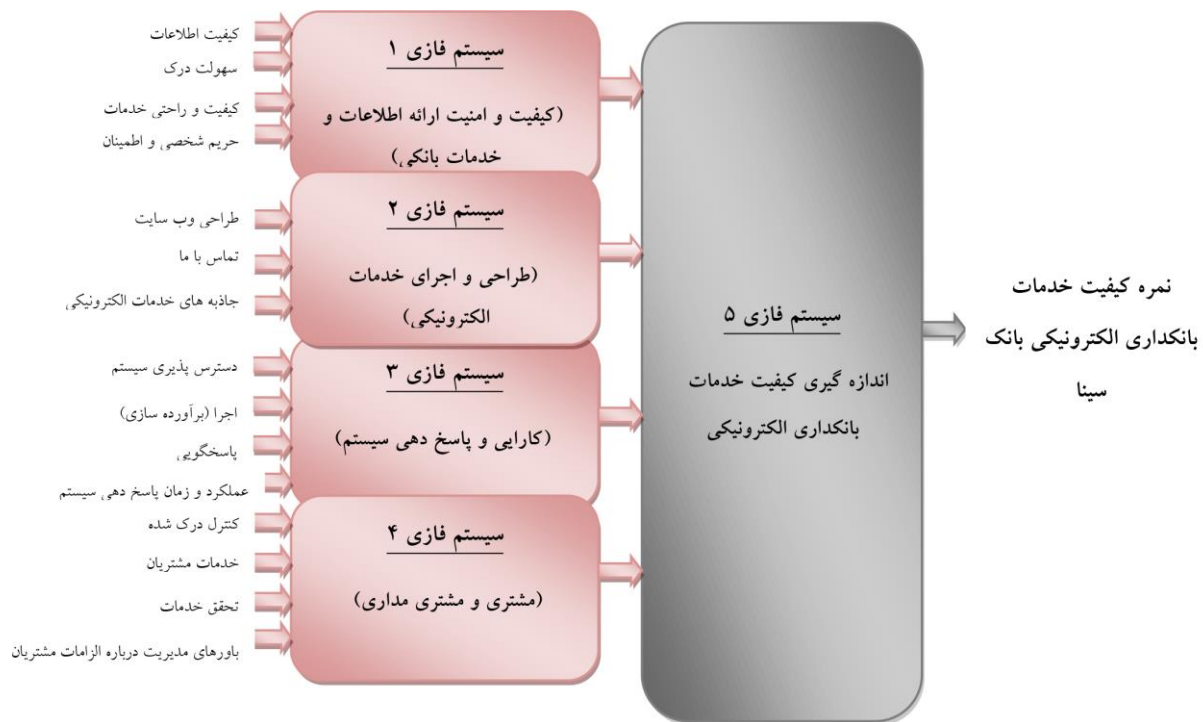 کیفیت اطلاعات
سهولت درک
کیفیت و راحتی خدمات
حریم شخصی و اطمینان
سیستم فازی ۱
(کیفیت و امنیت ارائه اطلاعات و
خدمات بانکی)
طراحی وب سایت
تماس با ما
جاذبه های خدمات الکترونیکی
سیستم فازی ۲
(طراحی و اجرای خدمات
الکترونیکی)
دسترس پذیری سیستم
اجرا (برآورده سازی)
پاسخگویی
عملکرد و زمان پاسخ دهی سیستم
سیستم فازی ۳
(کارایی و پاسخ دهی سیستم)
کنترل درک شده
خدمات مشتریان
تحقق خدمات
باورهای مدیریت درباره الزامات مشتریان
سیستم فازی ۴
(مشتری و مشتری مداری)
سیستم فازی ۵
اندازه گیری کیفیت خدمات
بانکداری الکترونیکی
نمره کیفیت خدمات
بانکداری الکترونیکی بانک
سینا